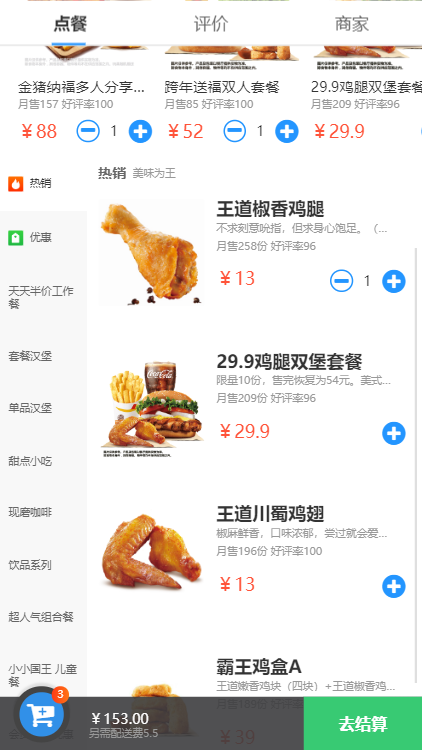 点餐 评价 商家
金猪纳福多人分享... 跨年送福双人套餐 29.9鸡腿双堡套餐
月售157 好评率100 月售85 好评率100 月售209 好评率96
￥88 1 ￥52 1 ￥29.9
热销 美味为王
热销
优惠
天天半价工作餐
套餐汉堡
单品汉堡
甜点小吃
现磨咖啡
饮品系列
超人气组合餐
小小国王 儿童餐
王道椒香鸡腿
不求刻意吮指，但求身心饱足。（...
月售258份 好评率96
￥13 1
29.9鸡腿双堡套餐
限量10份，售完恢复为54元。美式...
月售209份 好评率96
￥29.9
王道川蜀鸡翅
椒麻鲜香，口味浓郁，尝过就会爱...
月售196份 好评率100
￥13
霸王鸡盒A
王道嫩香鸡块（四块）+王道椒香鸡...
月售189份
￥39
3
￥153.00
另需配送费5.5
去结算